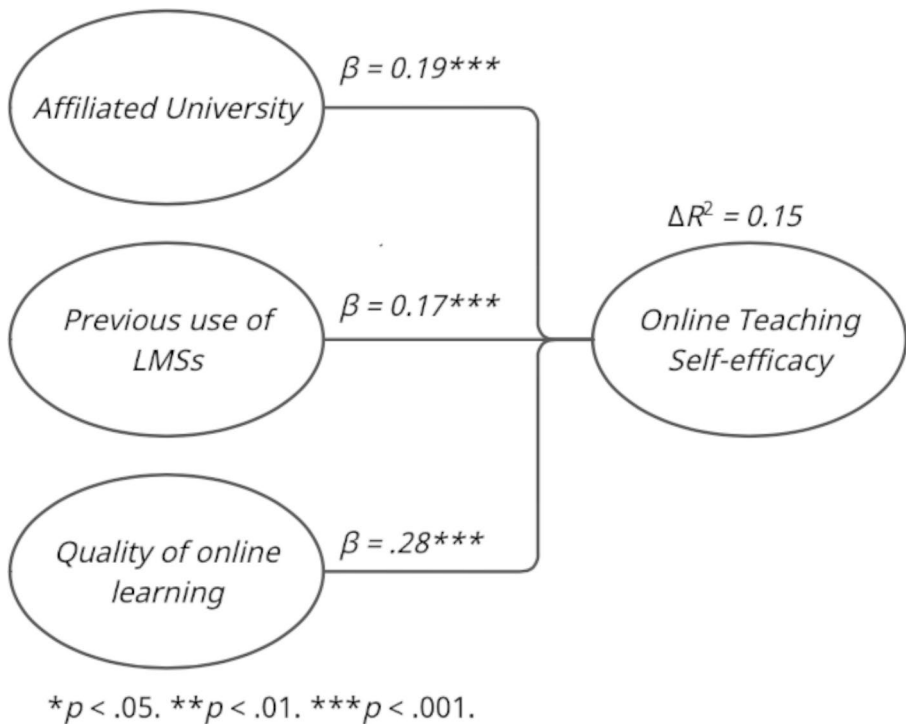 β = 0.19***
Affiliated University
ΔR² = 0.15
Previous use of
LMSs
β = 0.17***
Online Teaching
Self-efficacy
Quality of online
learning
β = .28***
*p < .05. **p < .01. ***p < .001.